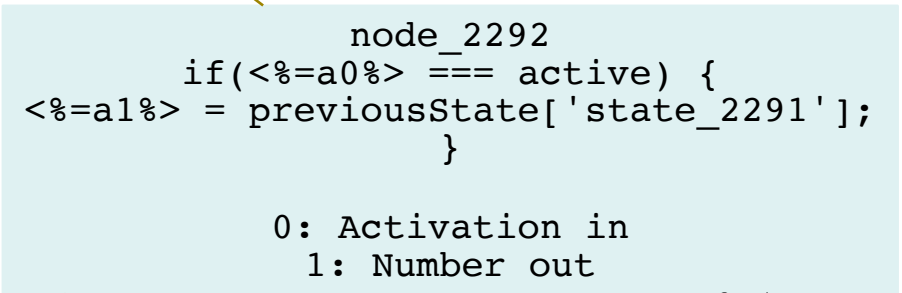 node_2292
if(<%=a0%> === active) {
<%=a1%> = previousState['state_2291'];
}
0: Activation in
1: Number out